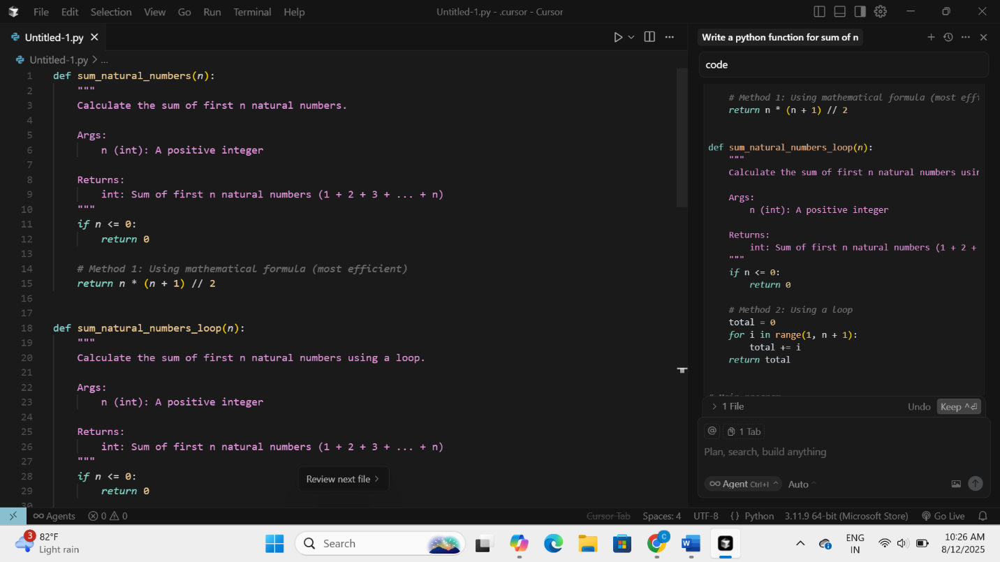 File Edit Selection View Go Run Terminal Help
Untitled-1.py - .cursor - Cursor
Untitled-1.py
Untitled-1.py > ...
1 def sum_natural_numbers(n):
2 """
3 Calculate the sum of first n natural numbers.
4
5 Args:
6 n (int): A positive integer
7
8 Returns:
9 int: Sum of first n natural numbers (1 + 2 + 3 + ... + n)
10 """
11 if n <= 0:
12 return 0
13
14 # Method 1: Using mathematical formula (most efficient)
15 return n * (n + 1) // 2
16
17
18 def sum_natural_numbers_loop(n):
19 """
20 Calculate the sum of first n natural numbers using a loop.
21
22 Args:
23 n (int): A positive integer
24
25 Returns:
26 int: Sum of first n natural numbers (1 + 2 + 3 + ... + n)
27 """
28 if n <= 0:
29 return 0
30
Review next file >
Write a python function for sum of n
code
# Method 1: Using mathematical formula (most effi
return n * (n + 1) // 2
def sum_natural_numbers_loop(n):
"""
Calculate the sum of first n natural numbers usin
Args:
n (int): A positive integer
Returns:
int: Sum of first n natural numbers (1 + 2 +
"""
if n <= 0:
return 0
# Method 2: Using a loop
total = 0
for i in range(1, n + 1):
total += i
return total
> 1 File Undo Keep ^⏎
@ 1 Tab
Plan, search, build anything
∞ Agent Ctrl+I Auto
Agents 0 0 Cursor Tab Spaces: 4 UTF-8 {} Python 3.11.9 64-bit (Microsoft Store) Go Live
3 82°F
Light rain
Search
C
W
ENG
IN
10:26 AM
8/12/2025